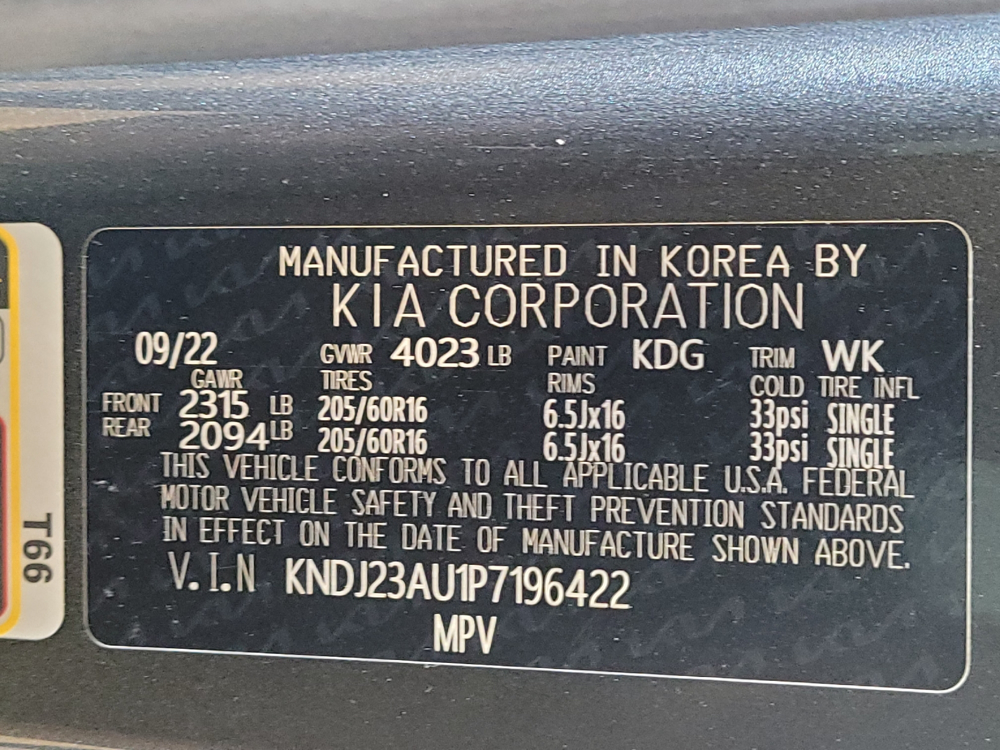 MANUFACTURED IN KOREA BY
KIA CORPORATION
09/22 GVWR 4023 LB PAINT KDG TRIM WK
GAWR TIRES RIMS COLD TIRE INFL
FRONT 2315 LB 205/60R16 6.5Jx16 33psi SINGLE
REAR 2094 LB 205/60R16 6.5Jx16 33psi SINGLE
THIS VEHICLE CONFORMS TO ALL APPLICABLE U.S.A. FEDERAL
MOTOR VEHICLE SAFETY AND THEFT PREVENTION STANDARDS
IN EFFECT ON THE DATE OF MANUFACTURE SHOWN ABOVE.
V.I.N KNDJ23AU1P7196422
MPV
T66